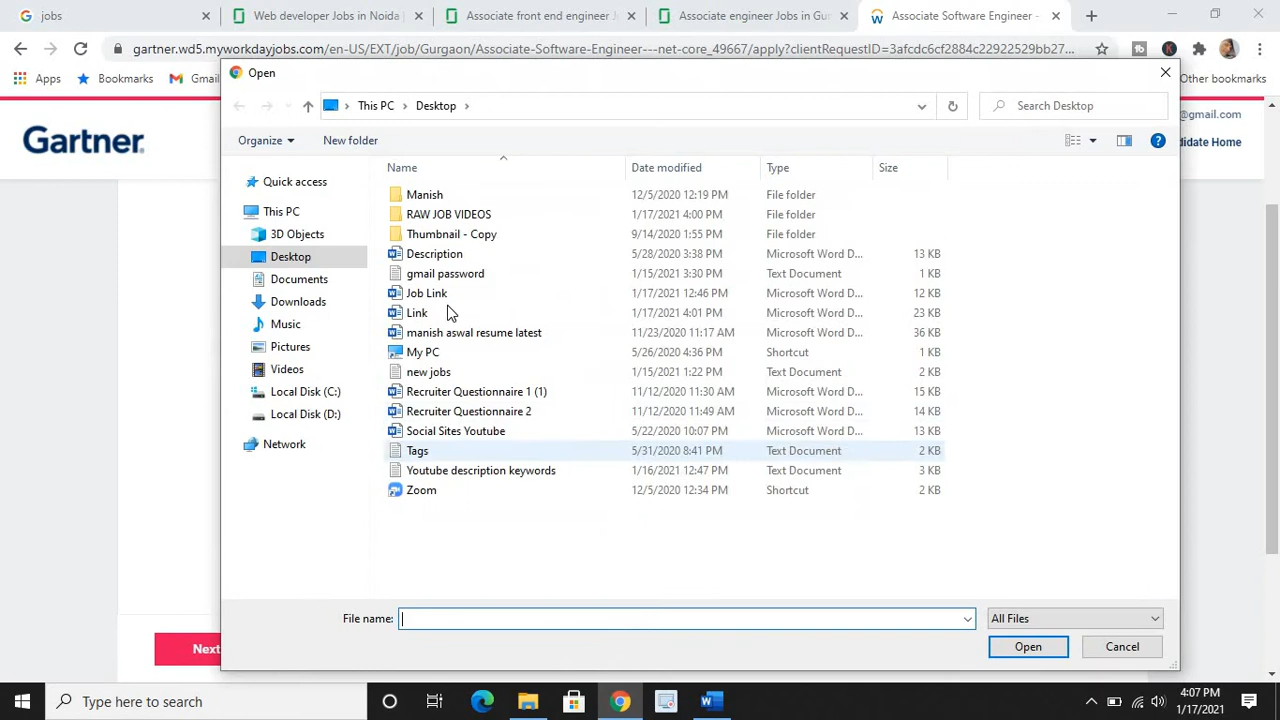 jobs
Web developer Jobs in Noida
Associate front end engineer J
Associate engineer Jobs in Gur
Associate Software Engineer -
gartner.wd5.myworkdayjobs.com/en-US/EXT/job/Gurgaon/Associate-Software-Engineer---net-core_49667/apply?clientRequestID=3afcdc6cf2884c22922529bb27...
Apps
Bookmarks
Gmail
Other bookmarks
Gartner
@gmail.com
didate Home
Open
This PC
Desktop
Search Desktop
Organize
New folder
Name Date modified Type Size
Quick access
This PC
3D Objects
Desktop
Documents
Downloads
Music
Pictures
Videos
Local Disk (C:)
Local Disk (D:)
Network
Manish 12/5/2020 12:19 PM File folder
RAW JOB VIDEOS 1/17/2021 4:00 PM File folder
Thumbnail - Copy 9/14/2020 1:55 PM File folder
Description 5/28/2020 3:38 PM Microsoft Word D... 13 KB
gmail password 1/15/2021 3:30 PM Text Document 1 KB
Job Link 1/17/2021 12:46 PM Microsoft Word D... 12 KB
Link 1/17/2021 4:01 PM Microsoft Word D... 23 KB
manish aswal resume latest 11/23/2020 11:17 AM Microsoft Word D... 36 KB
My PC 5/26/2020 4:36 PM Shortcut 1 KB
new jobs 1/15/2021 1:22 PM Text Document 2 KB
Recruiter Questionnaire 1 (1) 11/12/2020 11:30 AM Microsoft Word D... 15 KB
Recruiter Questionnaire 2 11/12/2020 11:49 AM Microsoft Word D... 14 KB
Social Sites Youtube 5/22/2020 10:07 PM Microsoft Word D... 13 KB
Tags 5/31/2020 8:41 PM Text Document 2 KB
Youtube description keywords 1/16/2021 12:47 PM Text Document 3 KB
Zoom 12/5/2020 12:34 PM Shortcut 2 KB
File name:
All Files
Open
Cancel
Next
Type here to search
4:07 PM
1/17/2021